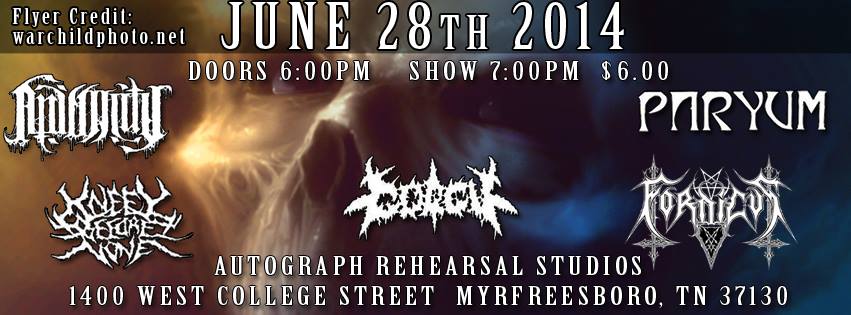 Flyer Credit:
warchildphoto.net
JUNE 28TH 2014
DOORS 6:00PM SHOW 7:00PM $6.00
PARYUM
FORNICUS
AUTOGRAPH REHEARSAL STUDIOS
1400 WEST COLLEGE STREET MYRFREESBORO, TN 37130